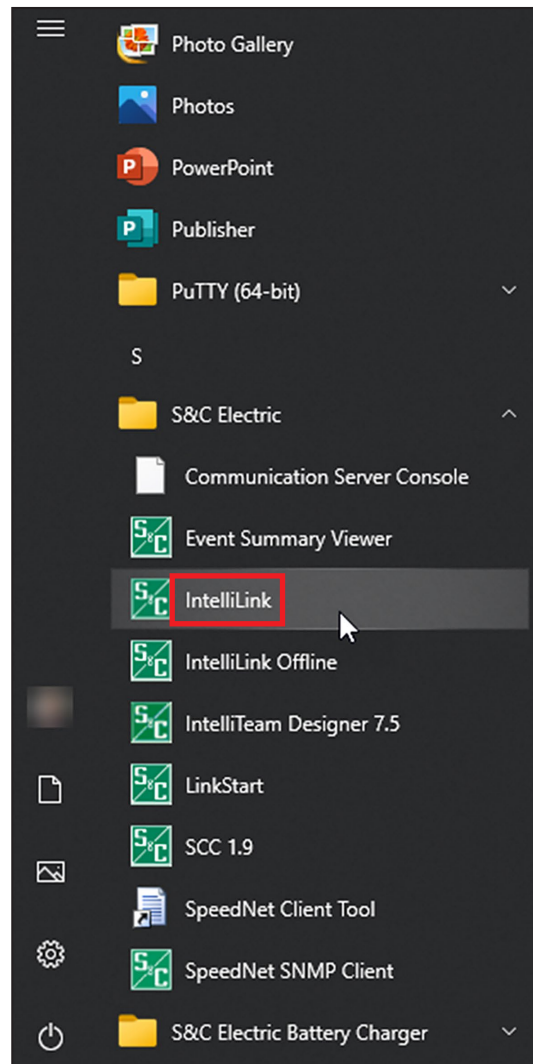 Photo Gallery
Photos
PowerPoint
Publisher
PuTTY (64-bit)
S
S&C Electric
Communication Server Console
Event Summary Viewer
IntelliLink
IntelliLink Offline
IntelliTeam Designer 7.5
LinkStart
SCC 1.9
SpeedNet Client Tool
SpeedNet SNMP Client
S&C Electric Battery Charger